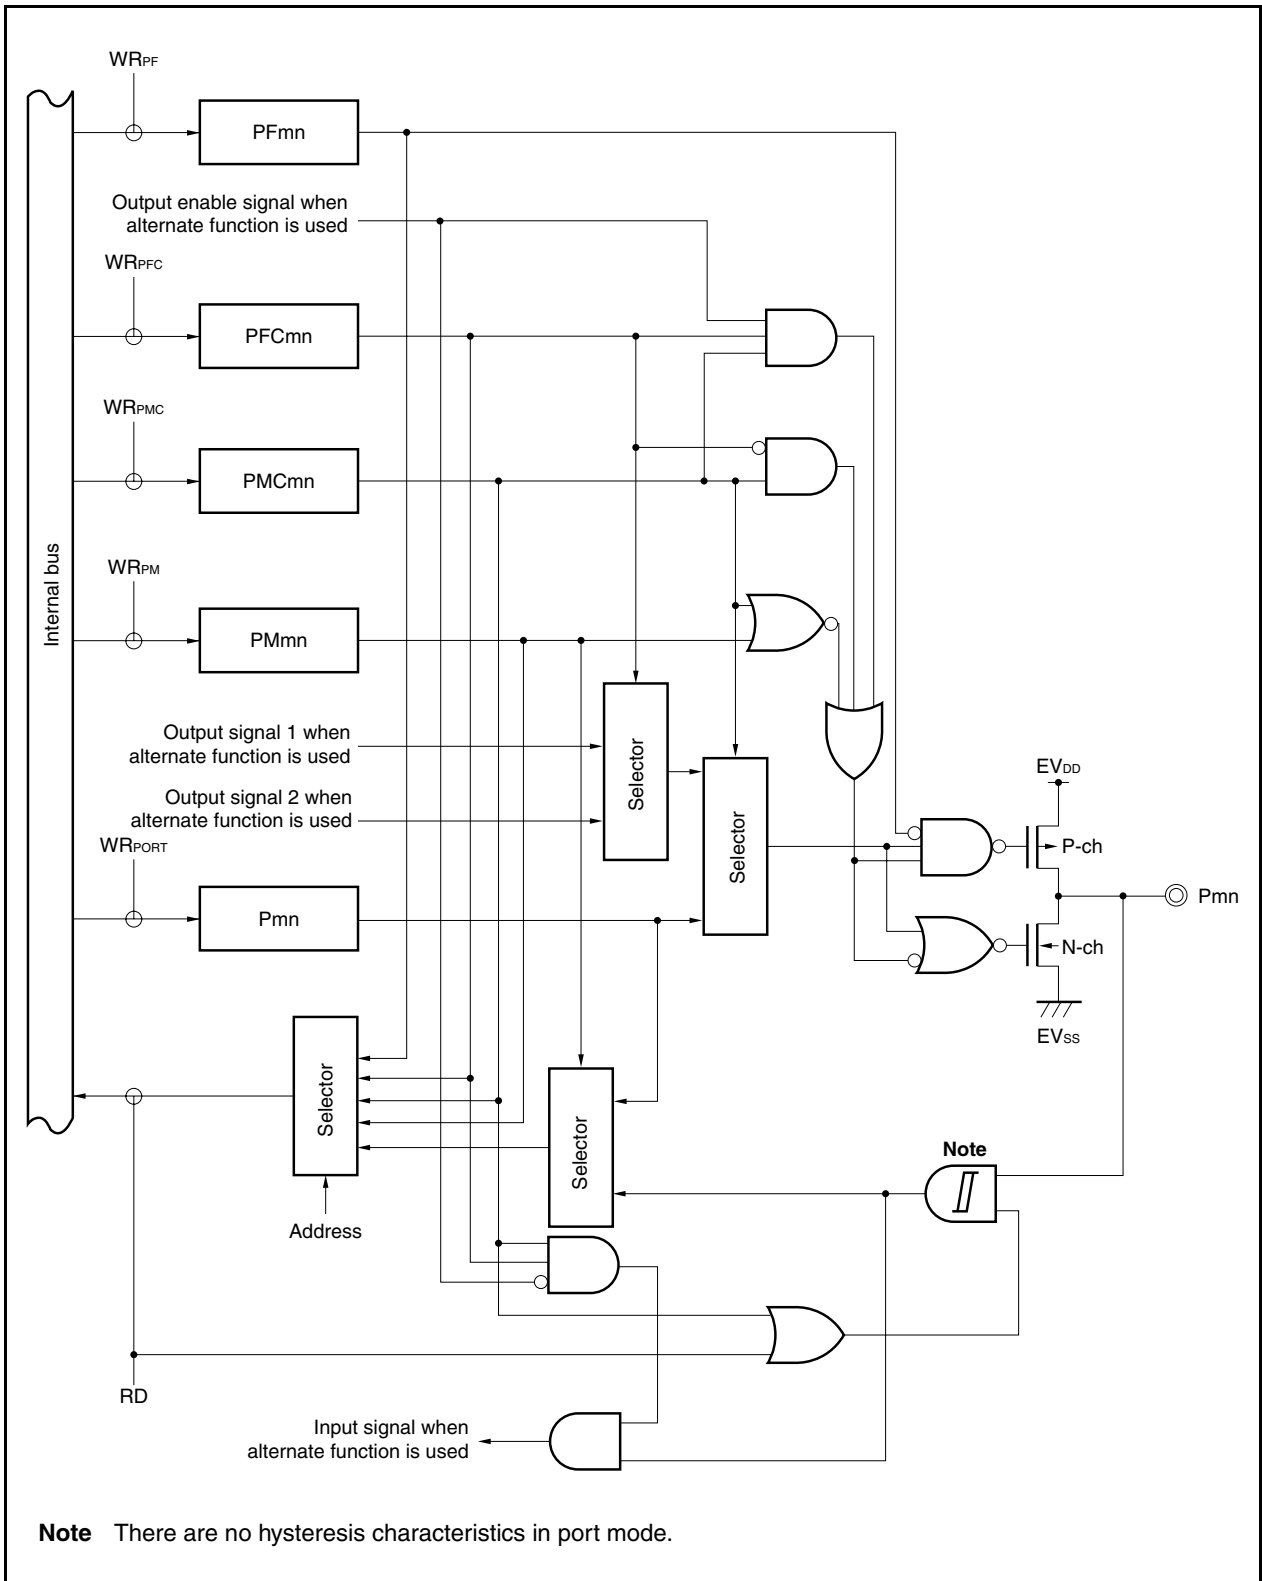 WRPF
PFmn
Output enable signal when
alternate function is used
WRPFC
PFCmn
WRPMC
PMCmn
Internal bus
WRPM
PMmn
Output signal 1 when
alternate function is used
Selector
Output signal 2 when
alternate function is used
Selector
EVDD
P-ch
WRPORT
Pmn
Pmn
N-ch
EVSS
Selector
Selector
Note
Address
RD
Input signal when
alternate function is used
Note There are no hysteresis characteristics in port mode.